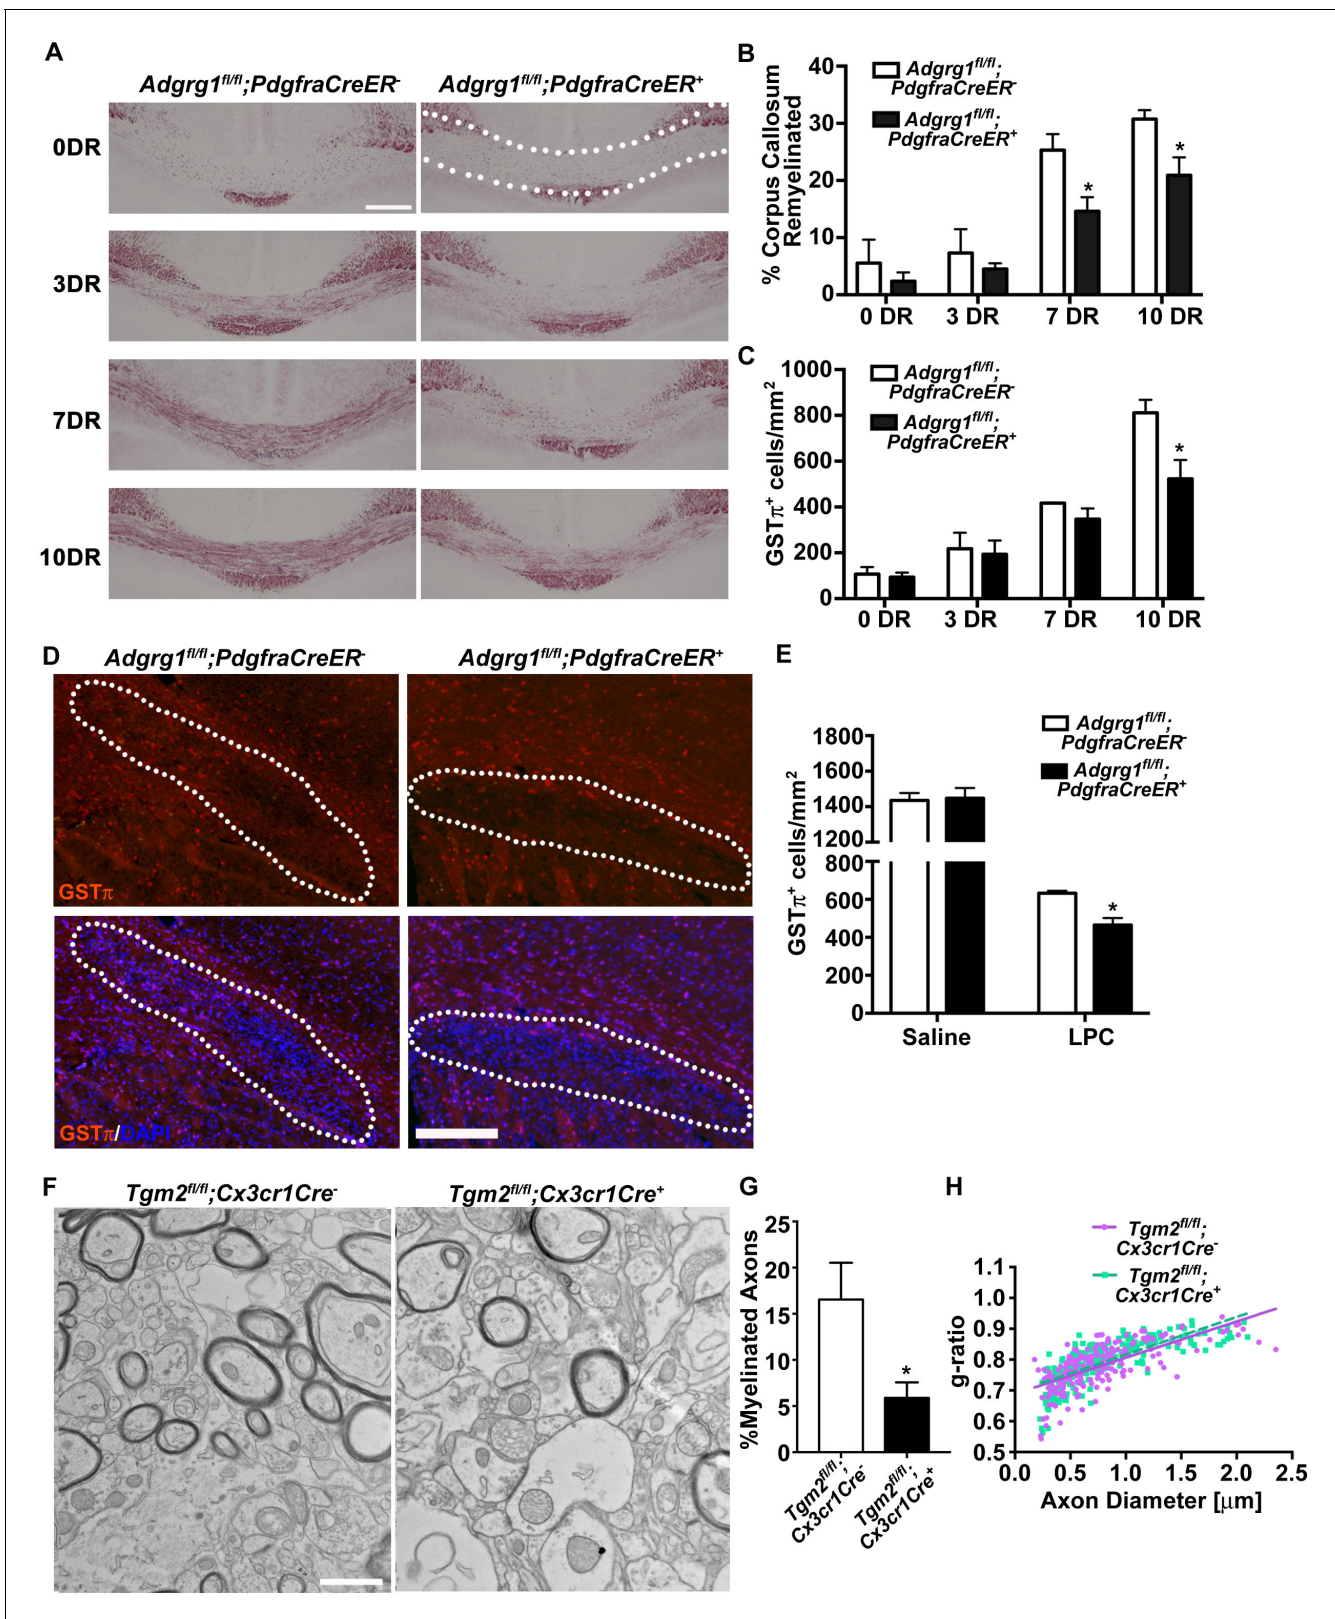 A
Adgrg1fl/fl;PdgfraCreER-
Adgrg1fl/fl;PdgfraCreER+
0DR
3DR
7DR
10DR
B
% Corpus Callosum
Remyelinated
Adgrg1fl/fl;
PdgfraCreER-
Adgrg1fl/fl;
PdgfraCreER+
40
30
20
10
0
*
*
0 DR 3 DR 7 DR 10 DR
C
GSTπ+ cells/mm2
Adgrg1fl/fl;
PdgfraCreER-
Adgrg1fl/fl;
PdgfraCreER+
1000
800
600
400
200
0
*
0 DR 3 DR 7 DR 10 DR
D
Adgrg1fl/fl;PdgfraCreER-
Adgrg1fl/fl;PdgfraCreER+
GSTπ
GSTπ/DAPI
E
GSTπ+ cells/mm2
Adgrg1fl/fl;
PdgfraCreER-
Adgrg1fl/fl;
PdgfraCreER+
1800
1600
1400
1200
800
600
400
200
0
*
Saline LPC
F
Tgm2fl/fl;Cx3cr1Cre-
Tgm2fl/fl;Cx3cr1Cre+
G
%Myelinated Axons
25
20
15
10
5
0
*
Tgm2fl/fl;
Cx3cr1Cre-
Tgm2fl/fl;
Cx3cr1Cre+
H
Tgm2fl/fl;
Cx3cr1Cre-
Tgm2fl/fl;
Cx3cr1Cre+
g-ratio
1.1
1.0
0.9
0.8
0.7
0.6
0.5
0.0 0.5 1.0 1.5 2.0 2.5
Axon Diameter [μm]